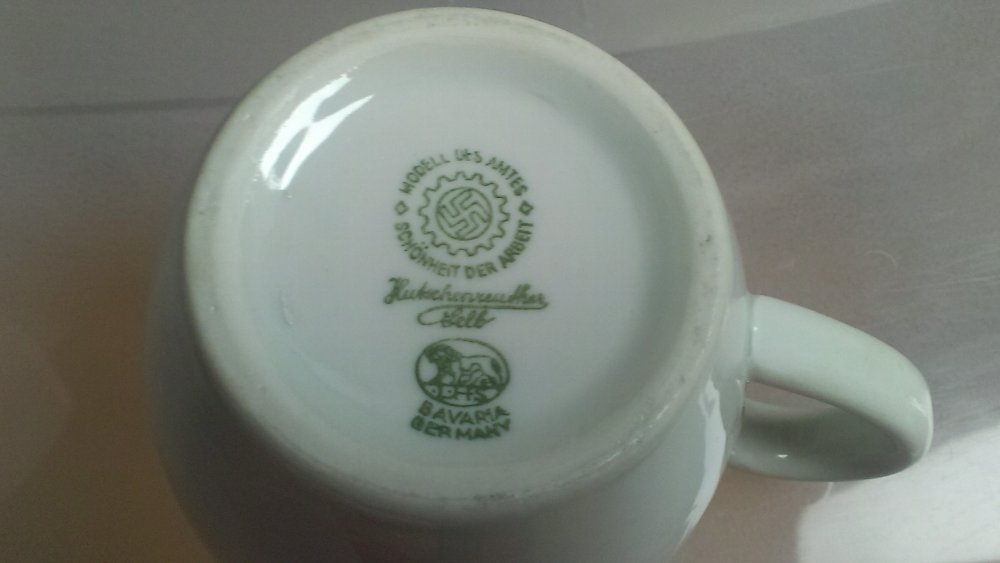 MODELL DES AMTES
SCHÖNHEIT DER ARBEIT
Hutschenreuther
Selb
BAVARIA
GERMANY